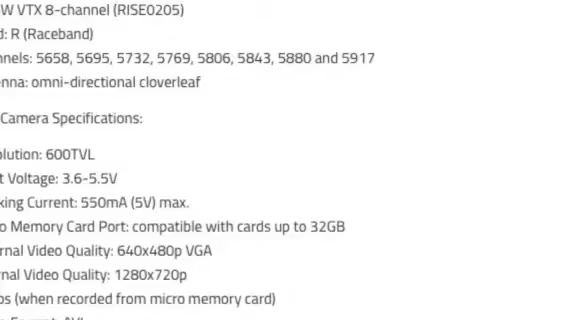 W VTX 8-channel (RISE0205)
d: R (Raceband)
nnels: 5658, 5695, 5732, 5769, 5806, 5843, 5880 and 5917
enna: omni-directional cloverleaf
Camera Specifications:
olution: 600TVL
t Voltage: 3.6-5.5V
king Current: 550mA (5V) max.
o Memory Card Port: compatible with cards up to 32GB
rnal Video Quality: 640x480p VGA
rnal Video Quality: 1280x720p
os (when recorded from micro memory card)